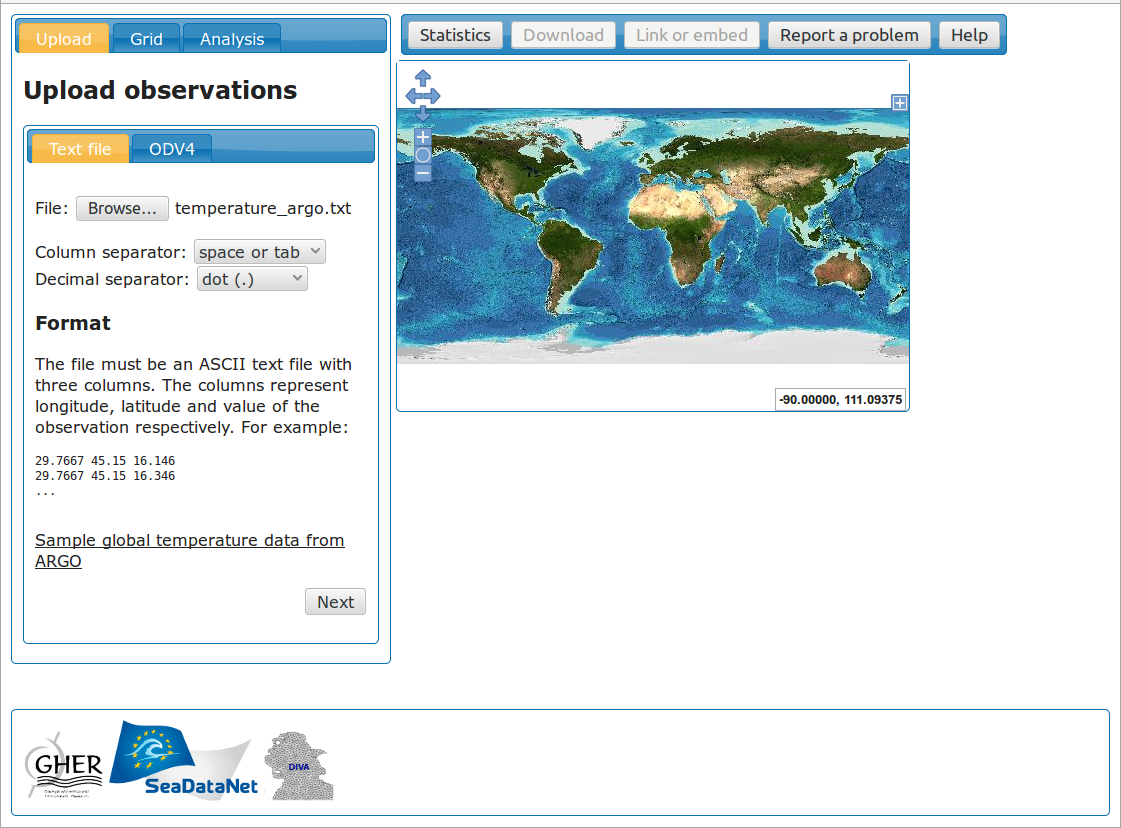 Upload Grid Analysis
Statistics Download Link or embed Report a problem Help
Upload observations
Text file ODV4
File: Browse... temperature_argo.txt
Column separator: space or tab
Decimal separator: dot (.)
Format
The file must be an ASCII text file with
three columns. The columns represent
longitude, latitude and value of the
observation respectively. For example:
29.7667 45.15 16.146
29.7667 45.15 16.346
...
Sample global temperature data from
ARGO
Next
-90.00000, 111.09375
GHER
SeaDataNet
DIVA